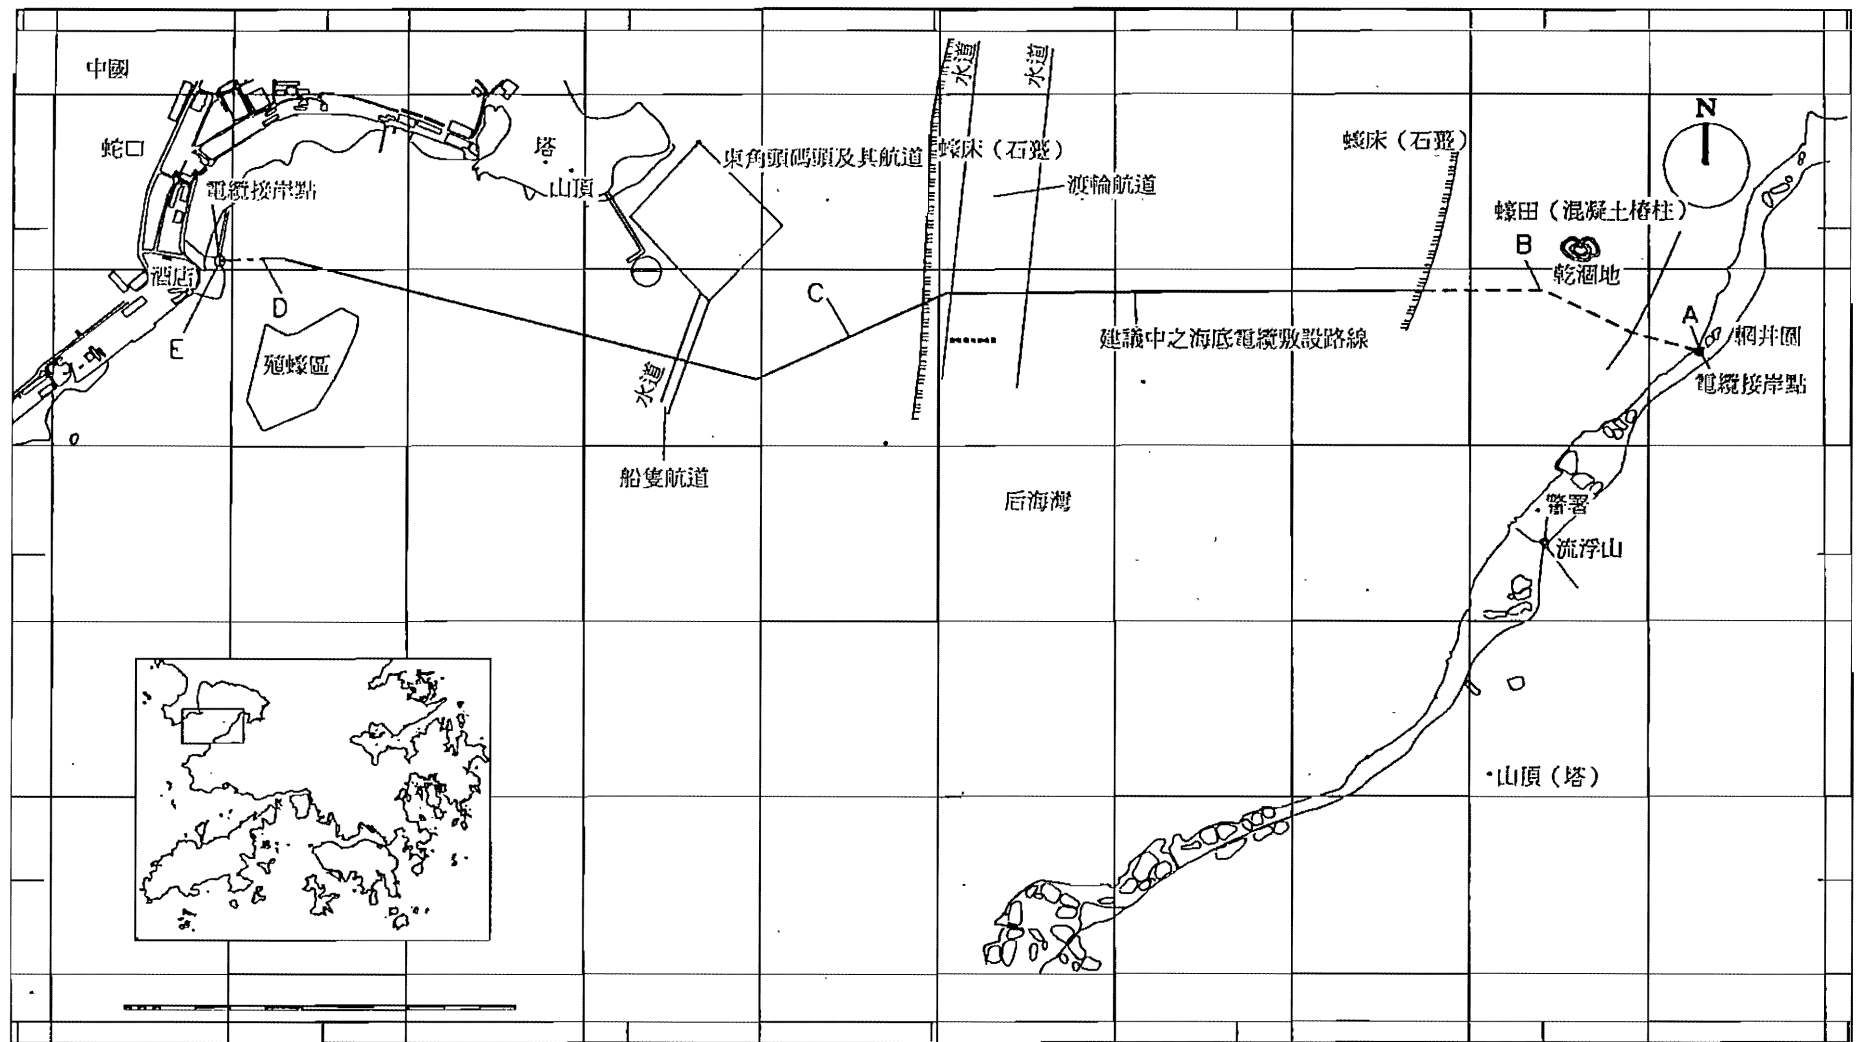 中國
水道
水道
N
蛇口
塔
東角頭碼頭及其航道
蠔床（石躉）
蠔床（石躉）
電纜接岸點
山頂
渡輪航道
蠔田（混凝土樁柱）
B
酒店
乾涸地
D
C
A
E
殖蠔區
建議中之海底電纜敷設路線
網井圍
水道
電纜接岸點
船隻航道
后海灣
警署
流浮山
山頂（塔）